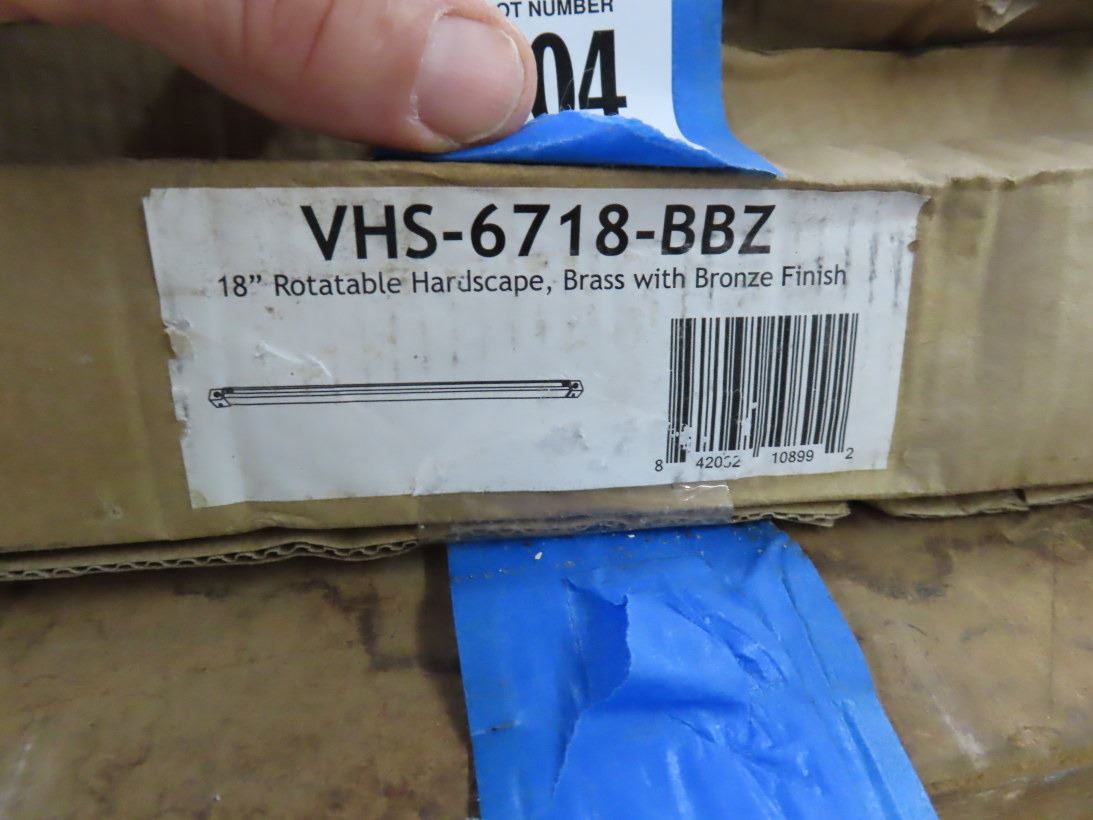 OT NUMBER
04
VHS-6718-BBZ
18” Rotatable Hardscape, Brass with Bronze Finish
8 42032 10899 2